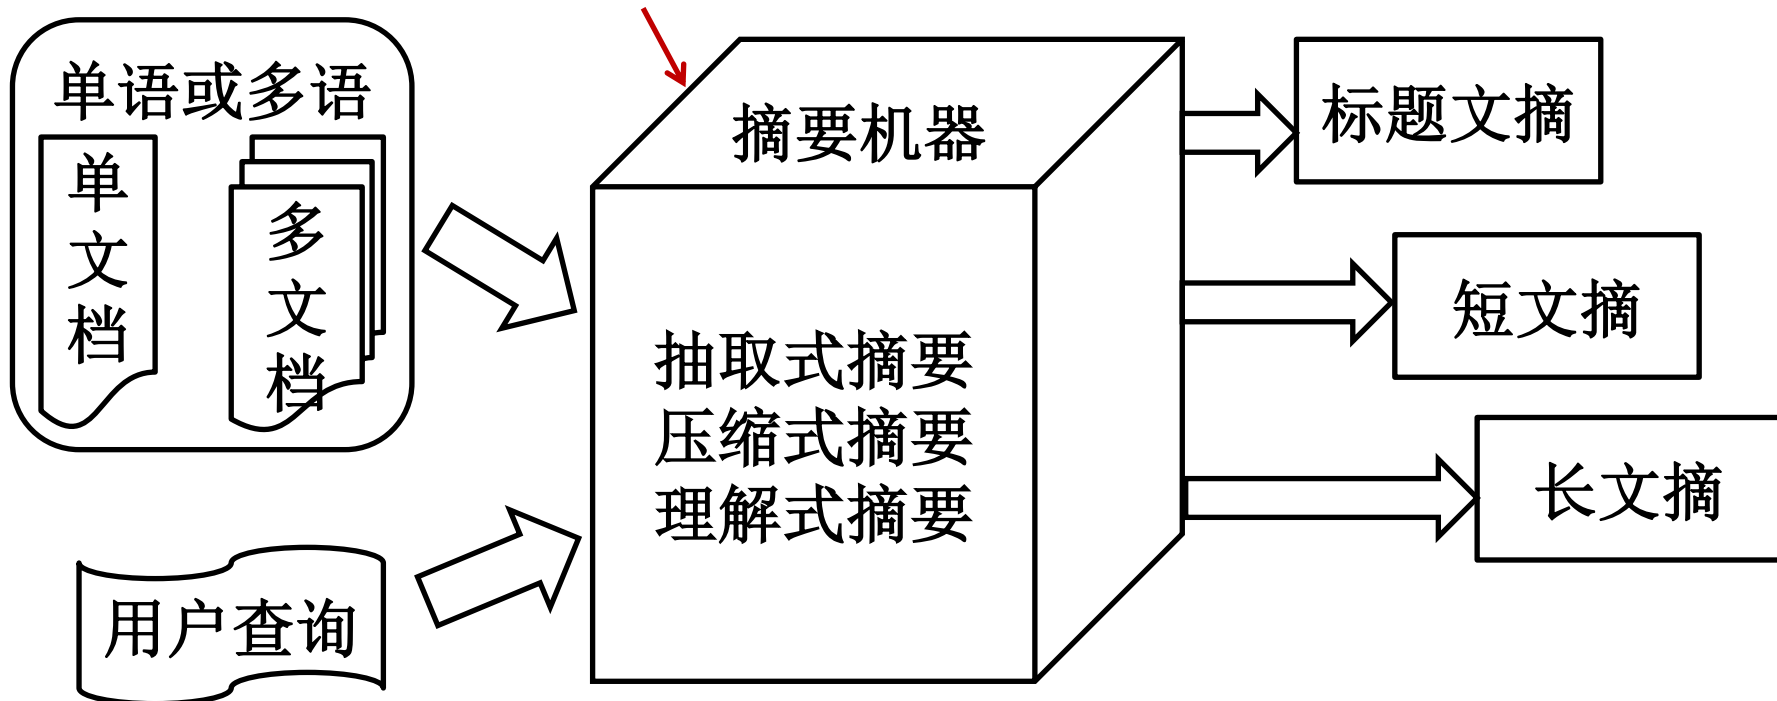 单语或多语
单
文
档
多
文
档
用户查询
摘要机器
抽取式摘要
压缩式摘要
理解式摘要
标题文摘
短文摘
长文摘